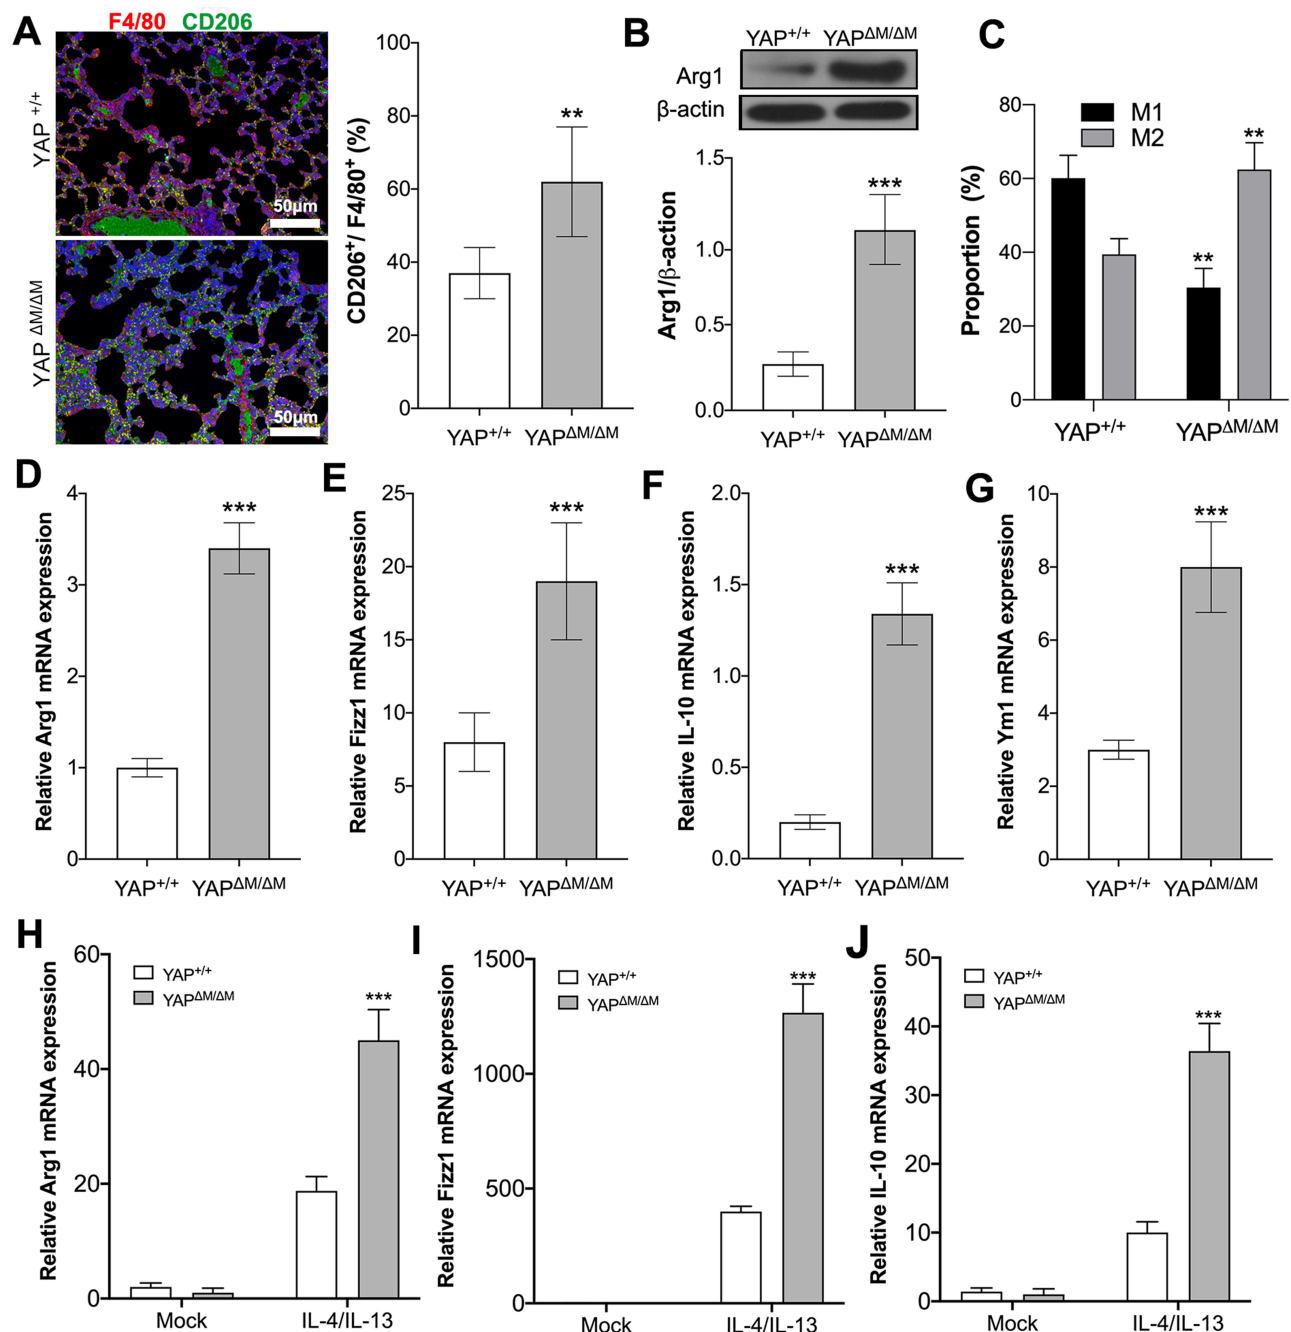 A
F4/80 CD206
YAP +/+
50μm
YAP ΔM/ΔM
50μm
CD206⁺/ F4/80⁺ (%)
100
80
60
40
20
0
**
YAP+/+ YAPΔM/ΔM
B
YAP+/+ YAPΔM/ΔM
Arg1
β-actin
Arg1/β-action
1.5
1.0
0.5
0.0
***
YAP+/+ YAPΔM/ΔM
C
Proportion (%)
80
60
40
20
0
M1
M2
**
**
YAP+/+ YAPΔM/ΔM
D
Relative Arg1 mRNA expression
4
3
2
1
0
***
YAP+/+ YAPΔM/ΔM
E
Relative Fizz1 mRNA expression
25
20
15
10
5
0
***
YAP+/+ YAPΔM/ΔM
F
Relative IL-10 mRNA expression
2.0
1.5
1.0
0.5
0.0
***
YAP+/+ YAPΔM/ΔM
G
Relative Ym1 mRNA expression
10
8
6
4
2
0
***
YAP+/+ YAPΔM/ΔM
H
Relative Arg1 mRNA expression
60
40
20
0
YAP+/+
YAPΔM/ΔM
***
Mock IL-4/IL-13
I
Relative Fizz1 mRNA expression
1500
1000
500
0
YAP+/+
YAPΔM/ΔM
***
Mock IL-4/IL-13
J
Relative IL-10 mRNA expression
50
40
30
20
10
0
YAP+/+
YAPΔM/ΔM
***
Mock IL-4/IL-13